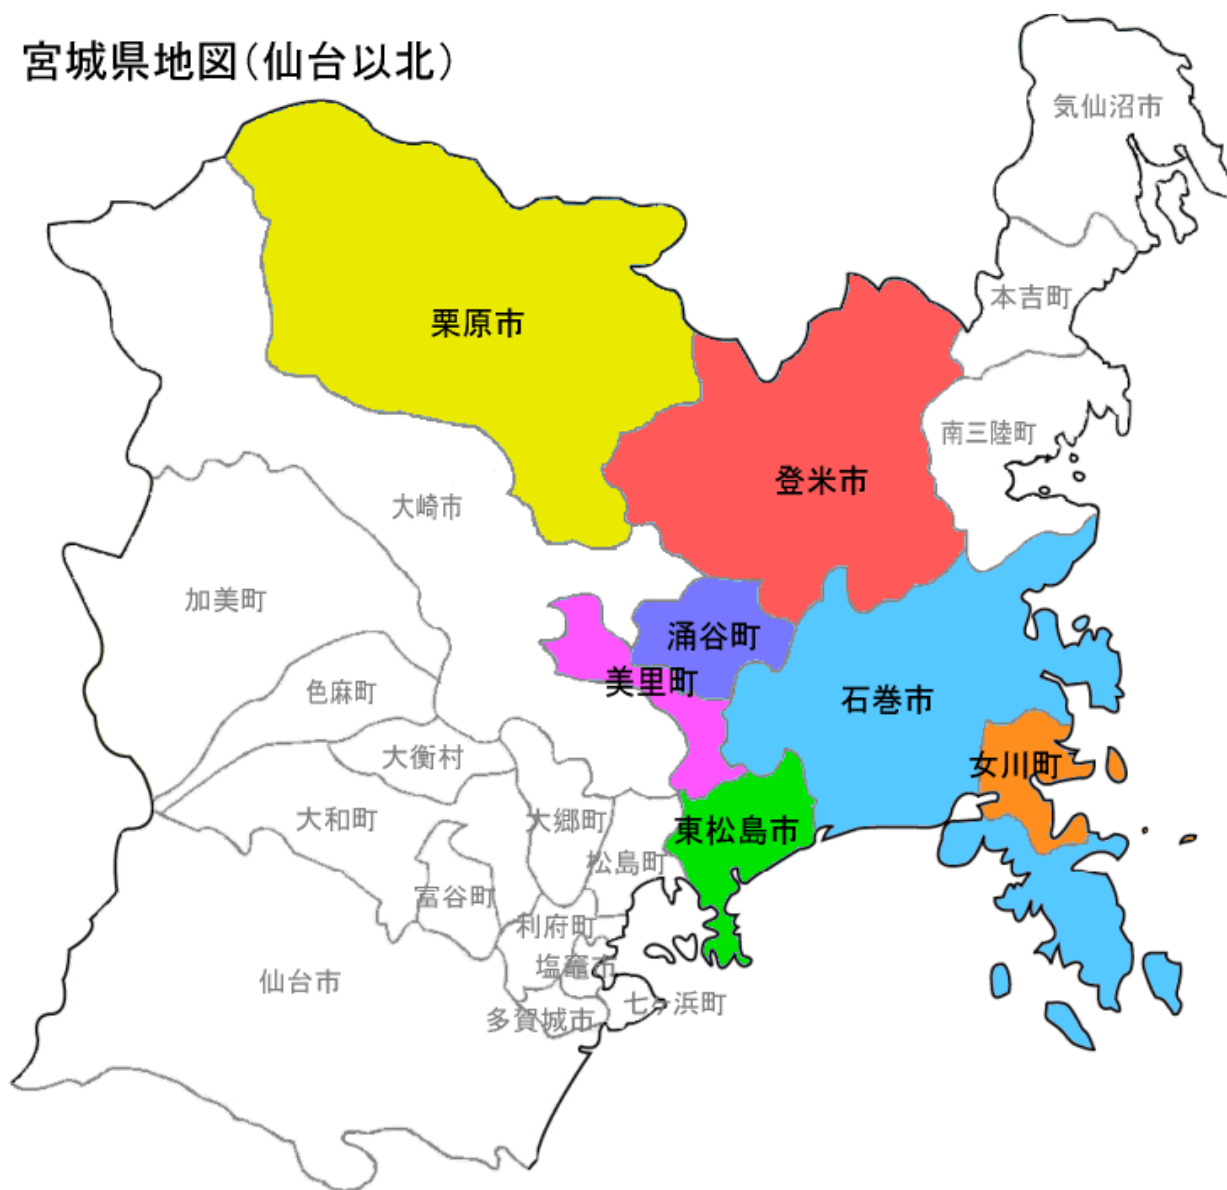 宮城県地図(仙台以北)
気仙沼市
本吉町
栗原市
南三陸町
登米市
大崎市
加美町
涌谷町
美里町
色麻町
石巻市
大衡村
女川町
大和町
大郷町
東松島市
松島町
富谷町
利府町
塩竈市
仙台市
七ヶ浜町
多賀城市